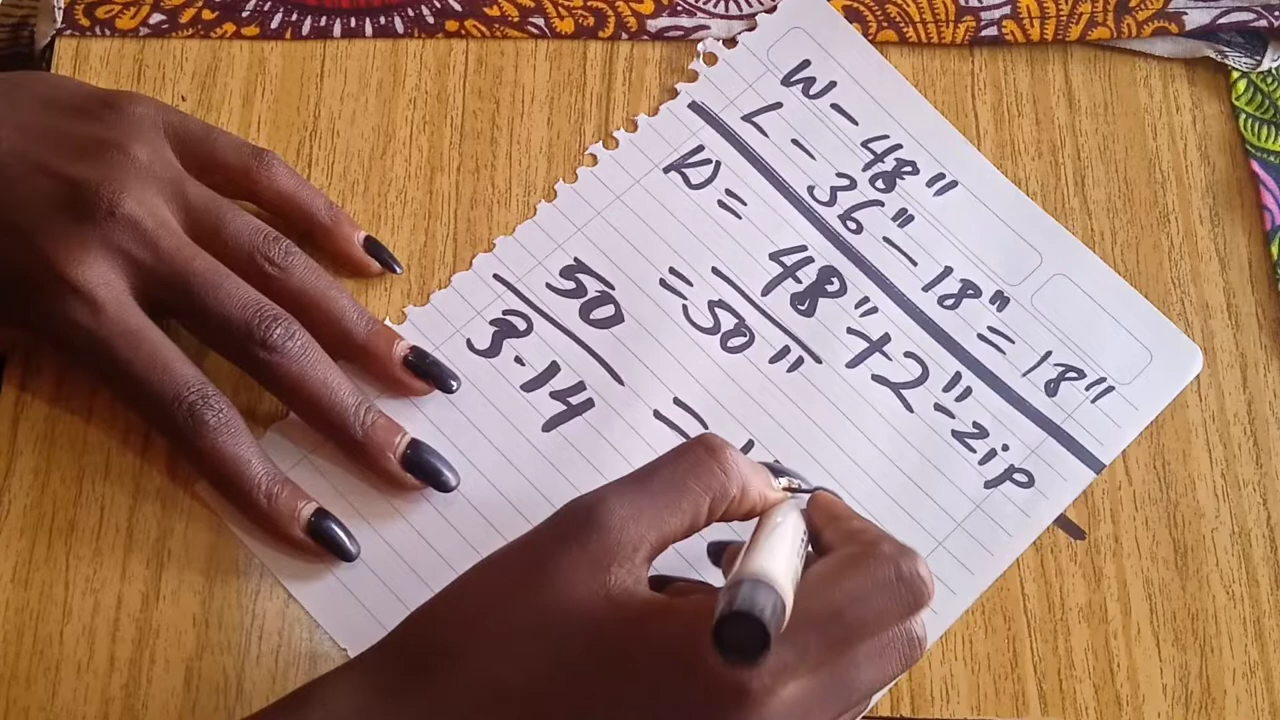 W - 48"
L - 36" - 18" = 18"
D = 48" + 2" - zip
= 50"
50
3.14
=